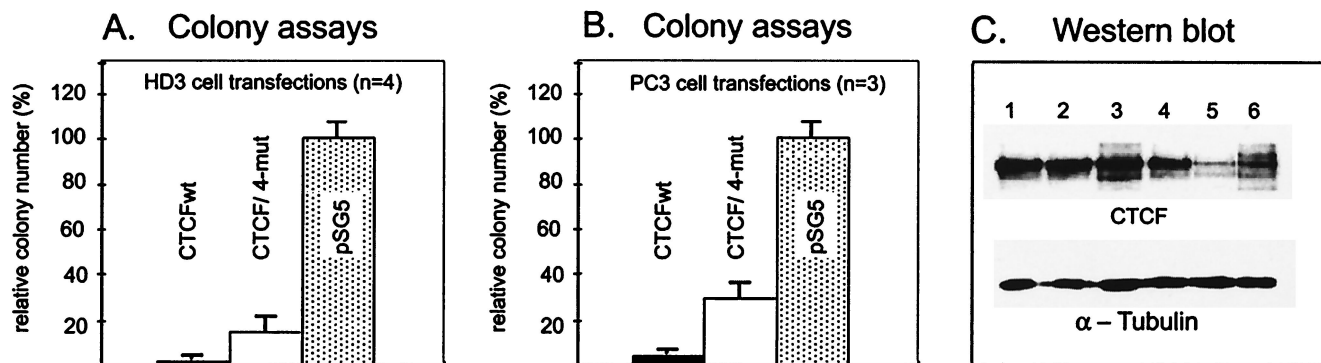 A. Colony assays
HD3 cell transfections (n=4)
relative colony number (%)
120
100
80
60
40
20
CTCFwt
CTCF/ 4-mut
pSG5
B. Colony assays
PC3 cell transfections (n=3)
relative colony number (%)
120
100
80
60
40
20
CTCFwt
CTCF/ 4-mut
pSG5
C. Western blot
1 2 3 4 5 6
CTCF
α – Tubulin